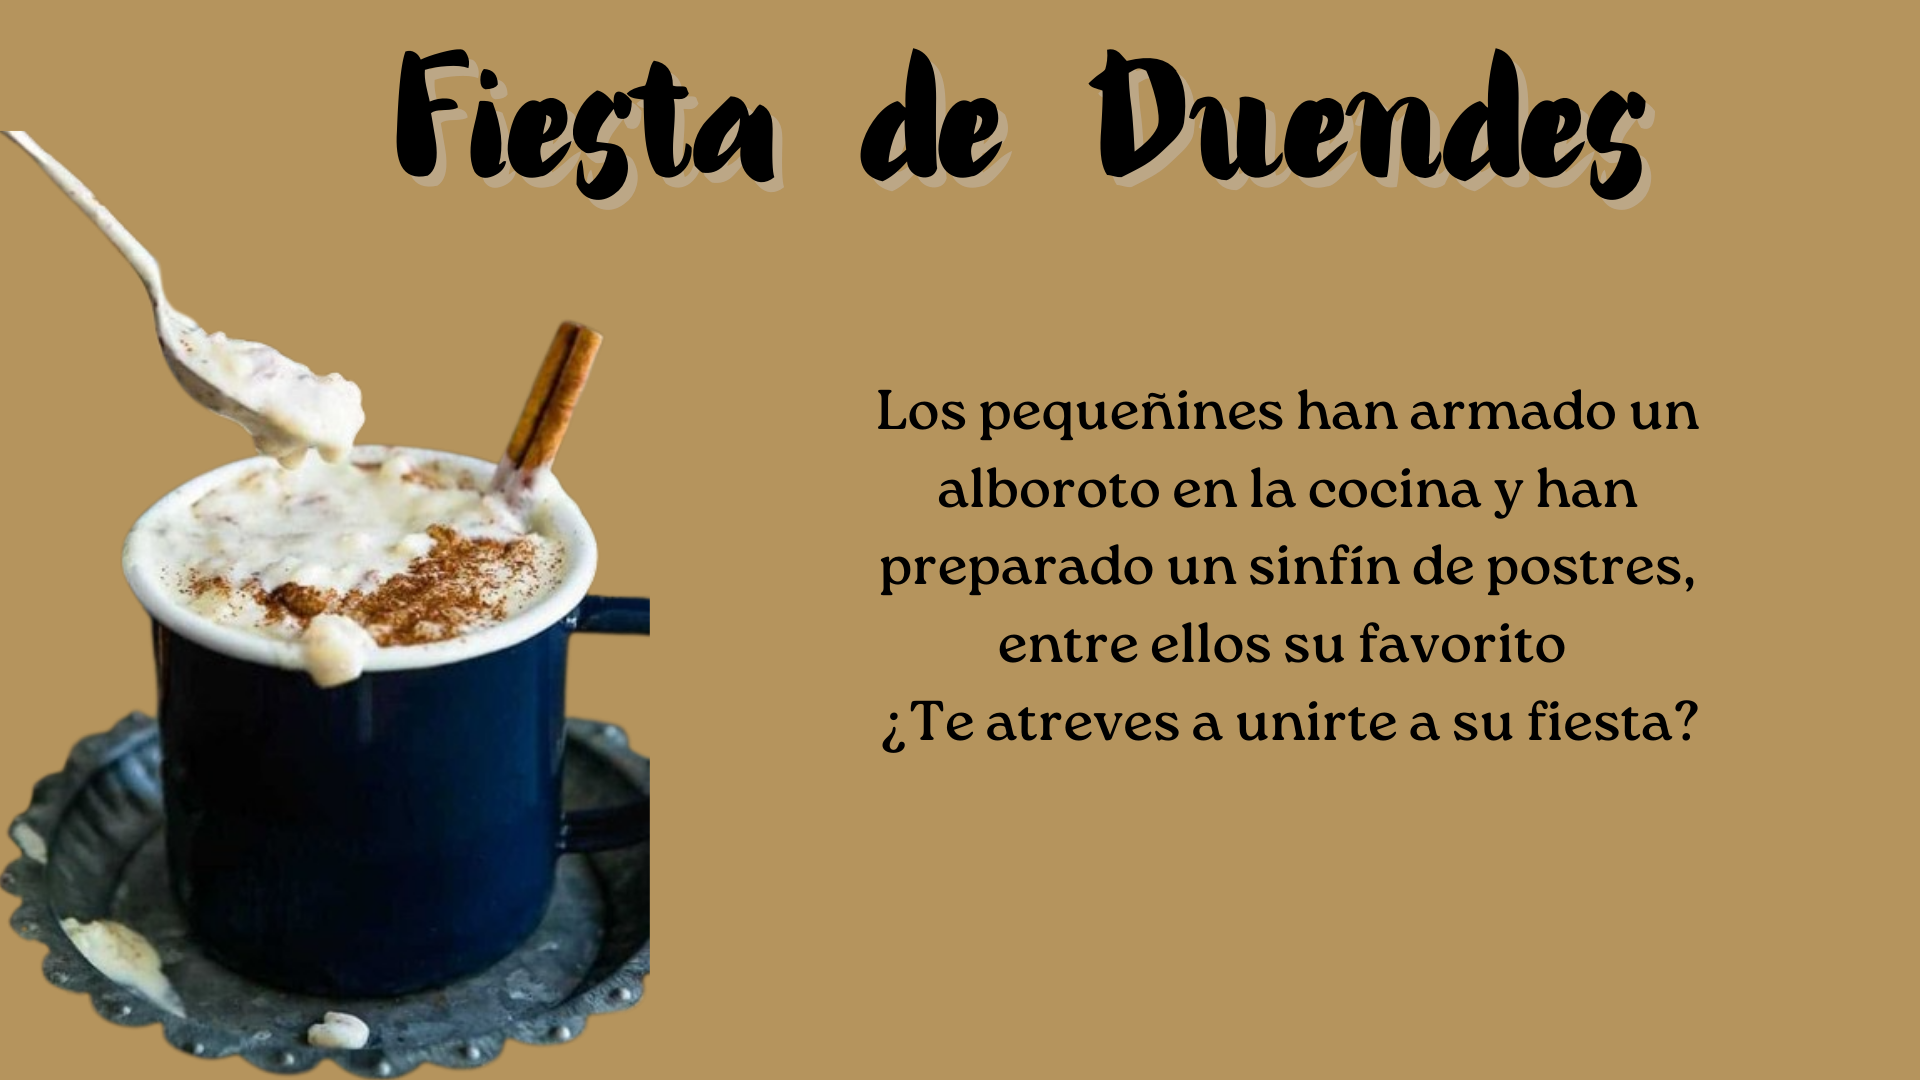 Fiesta de Duendes
Los pequeñines han armado un
alboroto en la cocina y han
preparado un sinfín de postres,
entre ellos su favorito
¿Te atreves a unirte a su fiesta?